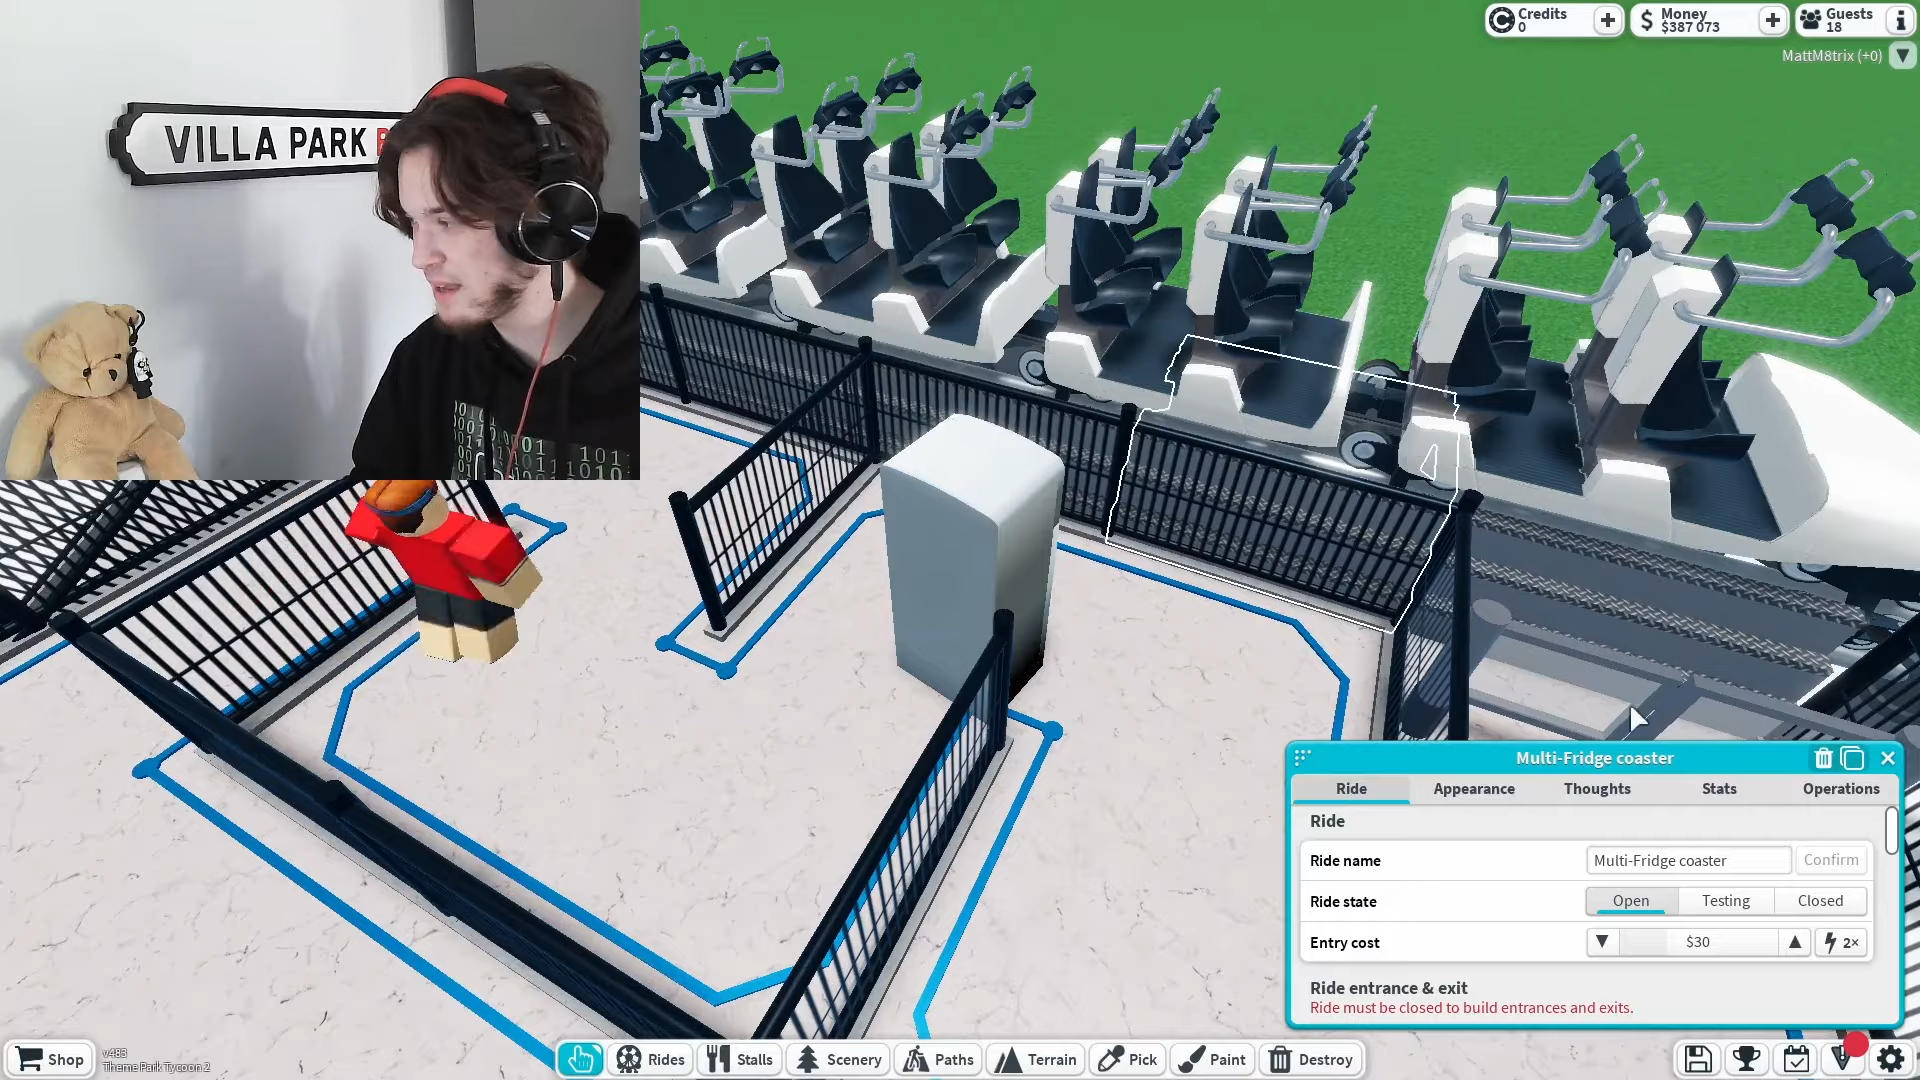 VILLA PARK
Credits
0
Money
$387 073
Guests
18
MattM8trix (+0)
Multi-Fridge coaster
Ride
Appearance
Thoughts
Stats
Operations
Ride
Ride name
Multi-Fridge coaster
Confirm
Ride state
Open
Testing
Closed
Entry cost
$30
2×
Ride entrance & exit
Ride must be closed to build entrances and exits.
Shop
v483
Theme Park Tycoon 2
Rides
Stalls
Scenery
Paths
Terrain
Pick
Paint
Destroy